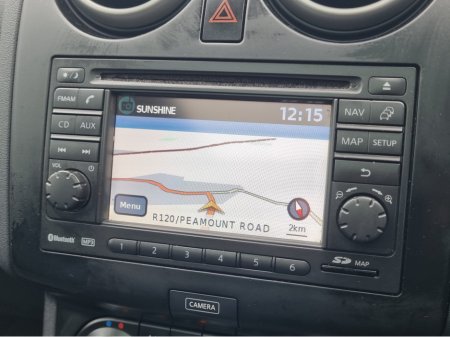 SUNSHINE 12:15
FM/AM
CD AUX
VOL
NAV
MAP SETUP
Menu
R120/PEAMOUNT ROAD
2km
Bluetooth MP3
1 2 3 4 5 6
SD MAP
CAMERA